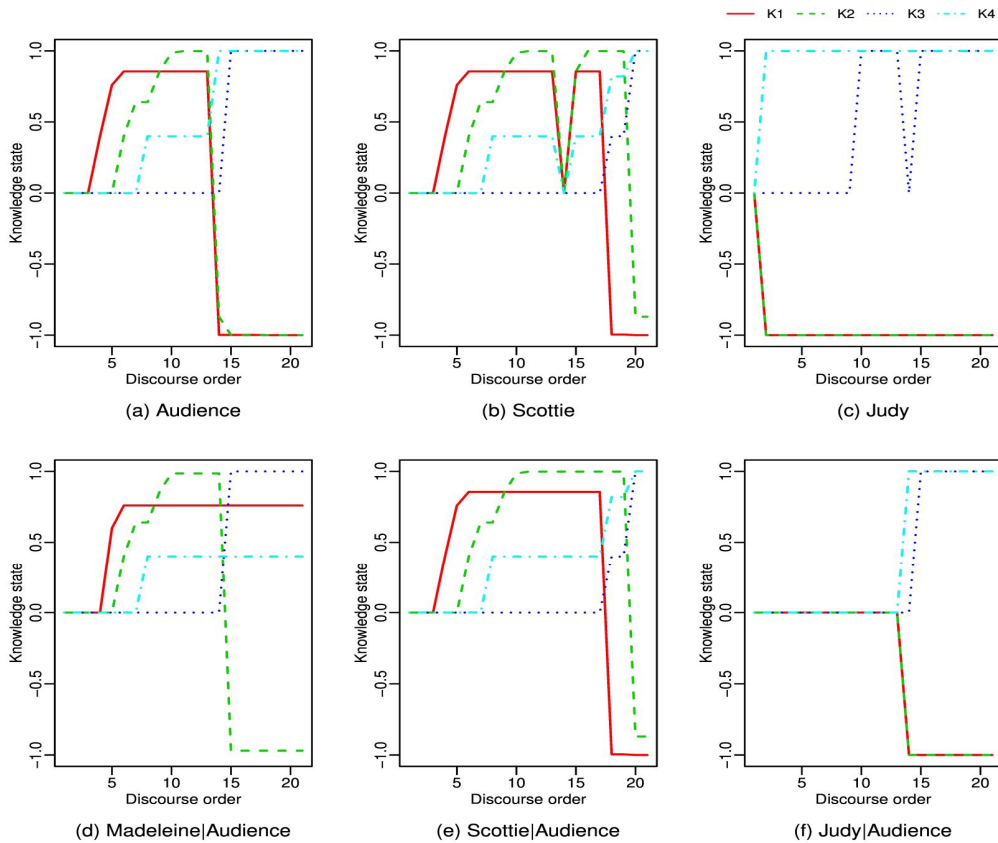 K1 K2 K3 K4
Knowledge state
1.0
0.5
0.0
−0.5
−1.0
5 10 15 20
Discourse order
(a) Audience
Knowledge state
1.0
0.5
0.0
−0.5
−1.0
5 10 15 20
Discourse order
(b) Scottie
Knowledge state
1.0
0.5
0.0
−0.5
−1.0
5 10 15 20
Discourse order
(c) Judy
Knowledge state
1.0
0.5
0.0
−0.5
−1.0
5 10 15 20
Discourse order
(d) Madeleine|Audience
Knowledge state
1.0
0.5
0.0
−0.5
−1.0
5 10 15 20
Discourse order
(e) Scottie|Audience
Knowledge state
1.0
0.5
0.0
−0.5
−1.0
5 10 15 20
Discourse order
(f) Judy|Audience